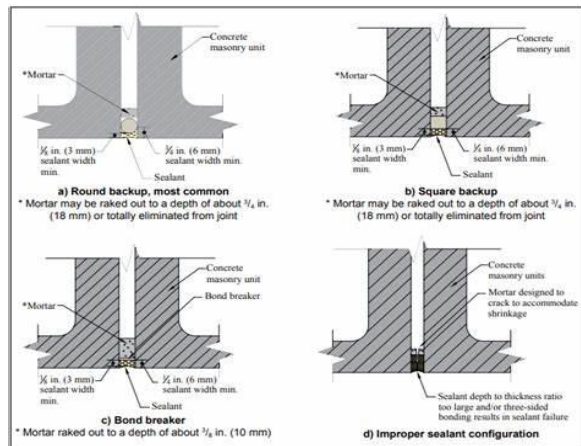 Concrete
masonry unit
*Mortar
⅛ in. (3 mm)
sealant width
min.
¼ in. (6 mm)
sealant width min.
Sealant
a) Round backup, most common
* Mortar may be raked out to a depth of about 3/4 in.
(18 mm) or totally eliminated from joint
Concrete
masonry unit
*Mortar
⅛ in. (3 mm)
sealant width
min.
¼ in. (6 mm)
sealant width min.
Sealant
b) Square backup
* Mortar may be raked out to a depth of about 3/4 in.
(18 mm) or totally eliminated from joint
Concrete
masonry unit
Bond breaker
*Mortar
⅛ in. (3 mm)
sealant width
min.
¼ in. (6 mm)
sealant width min.
Sealant
c) Bond breaker
* Mortar raked out to a depth of about 3/8 in. (10 mm)
Concrete
masonry units
Mortar designed to
crack to accommodate
shrinkage
Sealant depth to thickness ratio
too large and/or three-sided
bonding results in sealant failure
d) Improper sealant configuration